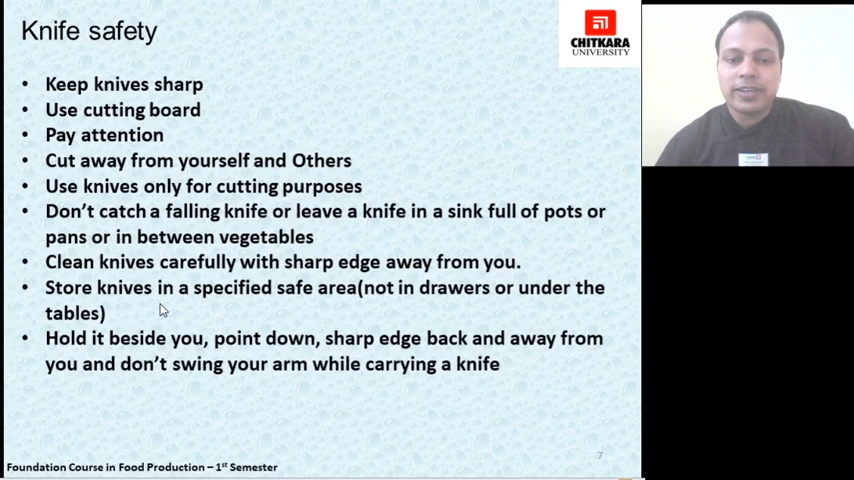 Knife safety
CHITKARA
UNIVERSITY
• Keep knives sharp
• Use cutting board
• Pay attention
• Cut away from yourself and Others
• Use knives only for cutting purposes
• Don’t catch a falling knife or leave a knife in a sink full of pots or
pans or in between vegetables
• Clean knives carefully with sharp edge away from you.
• Store knives in a specified safe area(not in drawers or under the
tables)
• Hold it beside you, point down, sharp edge back and away from
you and don’t swing your arm while carrying a knife
7
Foundation Course in Food Production – 1st Semester